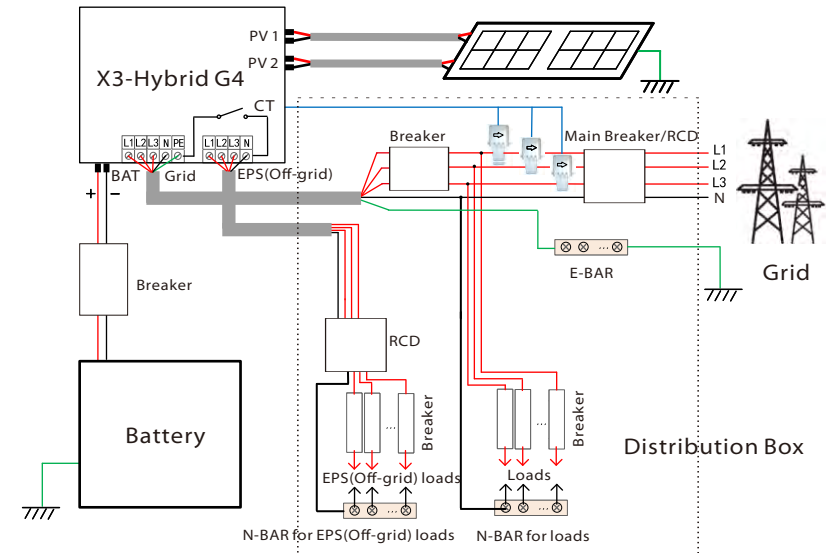 PV 1
PV 2
X3-Hybrid G4
CT
L1 L2 L3 N PE
L1 L2 L3 N
BAT
Grid
EPS(Off-grid)
+
−
Breaker
Main Breaker/RCD
L1
L2
L3
N
E-BAR
Grid
Breaker
RCD
Battery
...
Breaker
...
Breaker
Distribution Box
EPS(Off-grid) loads
Loads
...
...
...
N-BAR for EPS(Off-grid) loads
N-BAR for loads